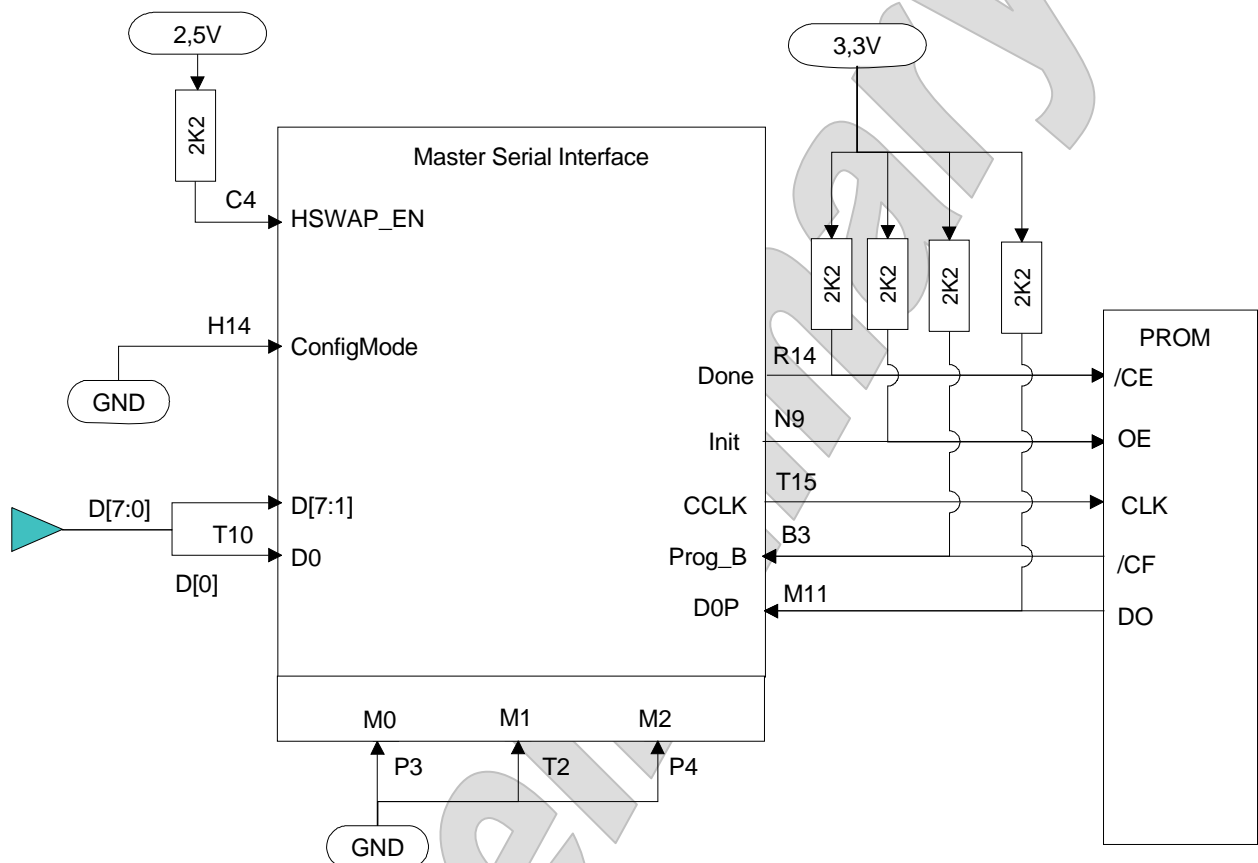 2,5V
3,3V
2K2
Master Serial Interface
C4
HSWAP_EN
2K2
2K2
2K2
2K2
H14
ConfigMode
GND
PROM
R14
Done
/CE
N9
Init
OE
D[7:0]
D[7:1]
T15
CCLK
CLK
T10
D0
D[0]
B3
Prog_B
/CF
M11
D0P
DO
M0
M1
M2
P3
T2
P4
GND